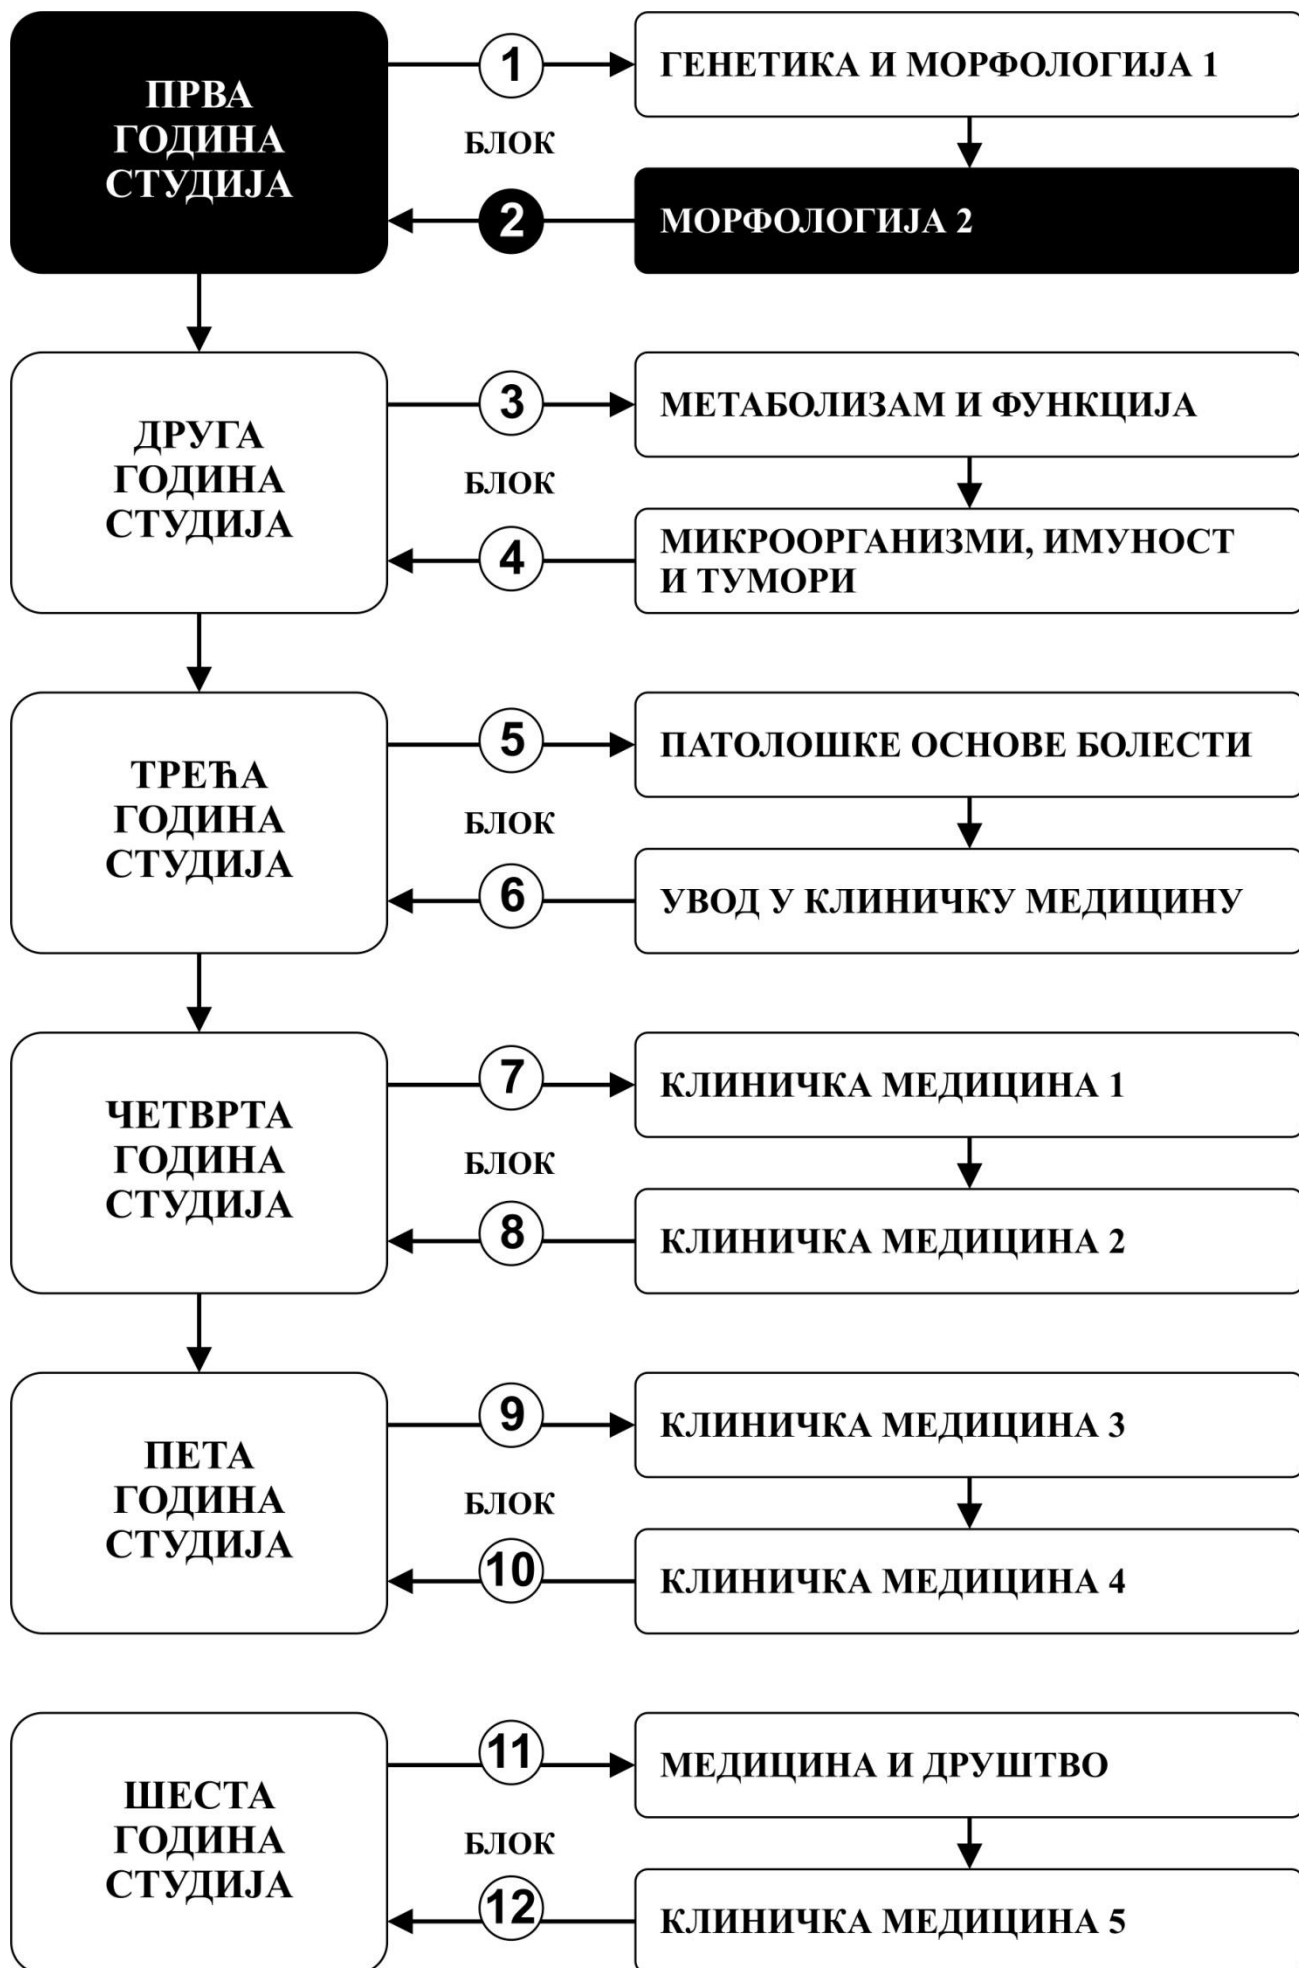 ПРВА
ГОДИНА
СТУДИЈА
1
ГЕНЕТИКА И МОРФОЛОГИЈА 1
БЛОК
2
МОРФОЛОГИЈА 2
ДРУГА
ГОДИНА
СТУДИЈА
3
МЕТАБОЛИЗАМ И ФУНКЦИЈА
БЛОК
4
МИКРООРГАНИЗМИ, ИМУНОСТ
И ТУМОРИ
ТРЕЋА
ГОДИНА
СТУДИЈА
5
ПАТОЛОШКЕ ОСНОВЕ БОЛЕСТИ
БЛОК
6
УВОД У КЛИНИЧКУ МЕДИЦИНУ
ЧЕТВРТА
ГОДИНА
СТУДИЈА
7
КЛИНИЧКА МЕДИЦИНА 1
БЛОК
8
КЛИНИЧКА МЕДИЦИНА 2
ПЕТА
ГОДИНА
СТУДИЈА
9
КЛИНИЧКА МЕДИЦИНА 3
БЛОК
10
КЛИНИЧКА МЕДИЦИНА 4
ШЕСТА
ГОДИНА
СТУДИЈА
11
МЕДИЦИНА И ДРУШТВО
БЛОК
12
КЛИНИЧКА МЕДИЦИНА 5